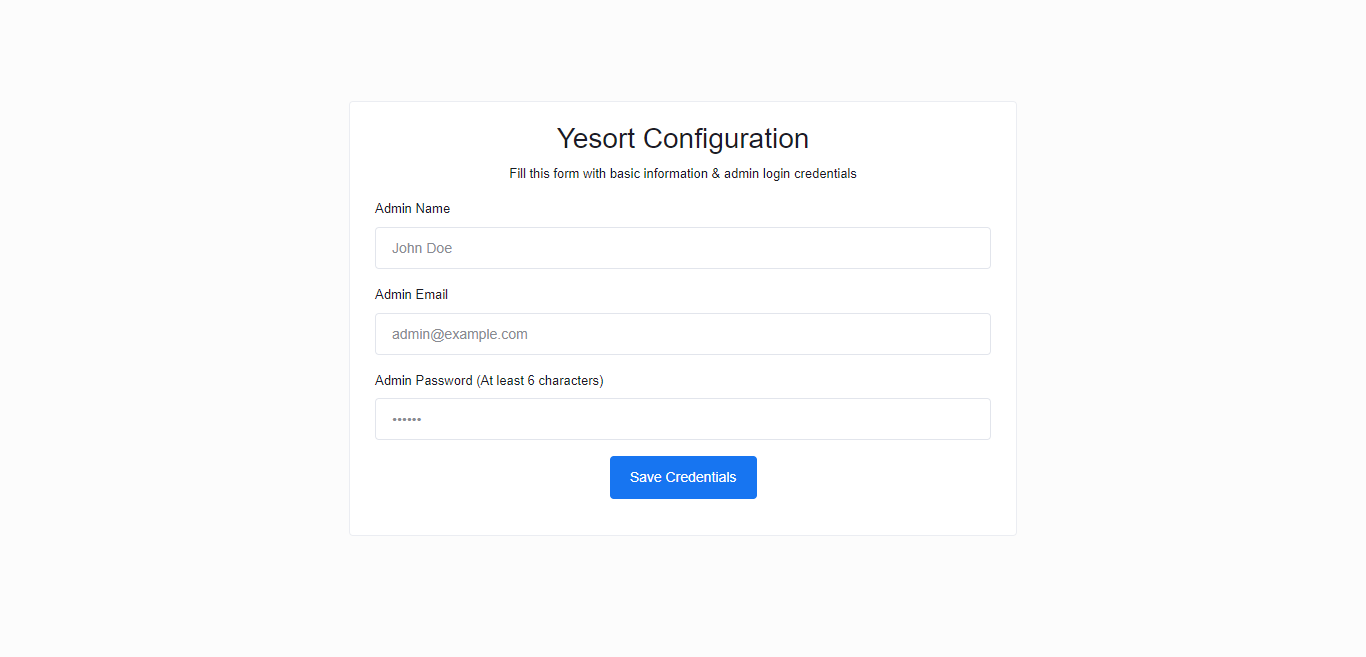 Yesort Configuration
Fill this form with basic information & admin login credentials
Admin Name
John Doe
Admin Email
admin@example.com
Admin Password (At least 6 characters)
••••••
Save Credentials